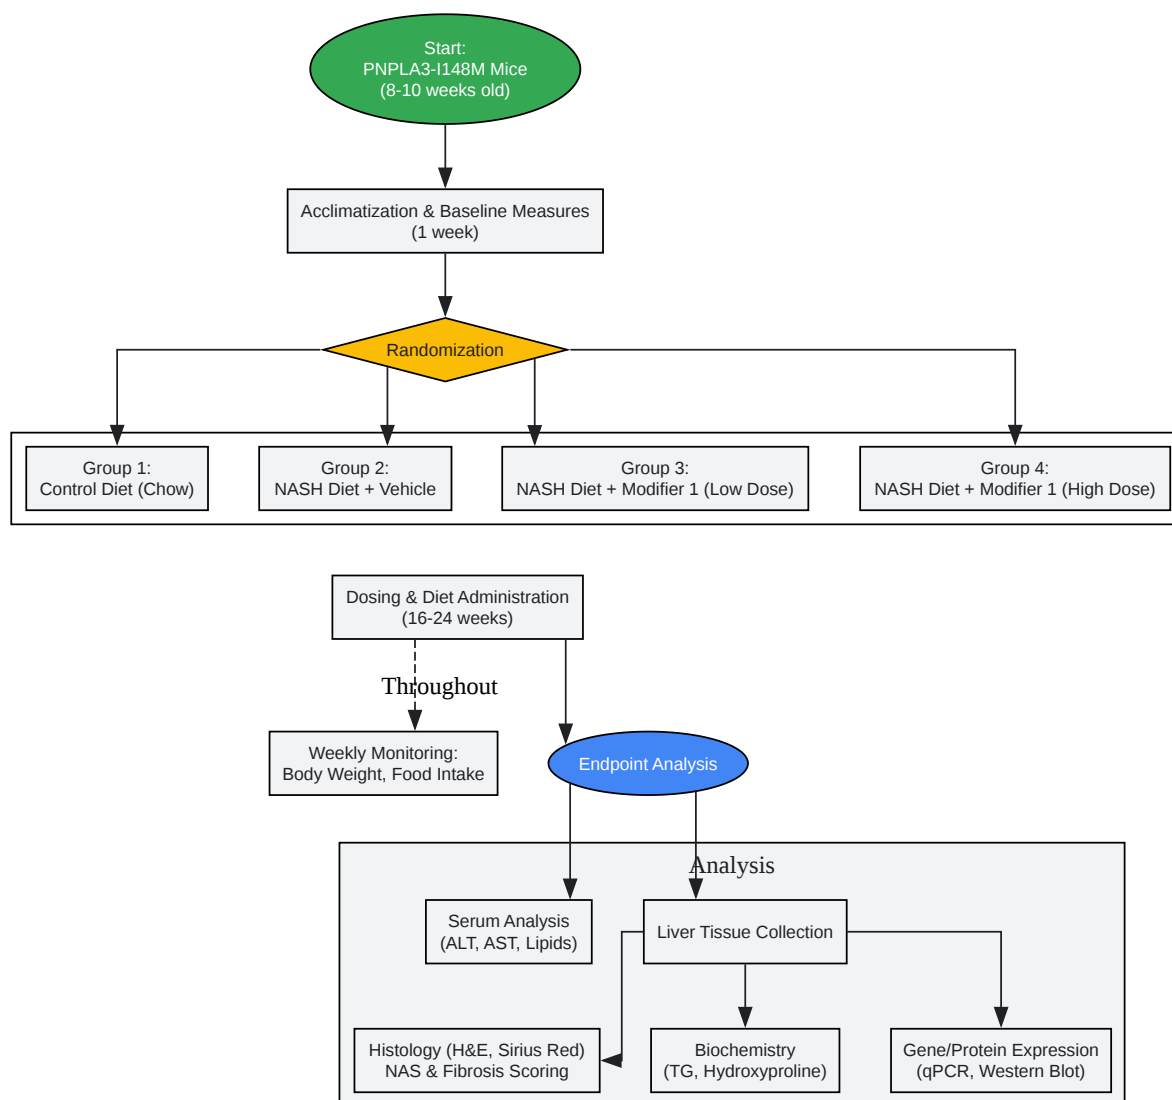 Start:
PNPLA3-I148M Mice
(8-10 weeks old)
Acclimatization & Baseline Measures
(1 week)
Randomization
Group 1:
Control Diet (Chow)
Group 2:
NASH Diet + Vehicle
Group 3:
NASH Diet + Modifier 1 (Low Dose)
Group 4:
NASH Diet + Modifier 1 (High Dose)
Dosing & Diet Administration
(16-24 weeks)
Throughout
Weekly Monitoring:
Body Weight, Food Intake
Endpoint Analysis
Analysis
Serum Analysis
(ALT, AST, Lipids)
Liver Tissue Collection
Histology (H&E, Sirius Red)
NAS & Fibrosis Scoring
Biochemistry
(TG, Hydroxyproline)
Gene/Protein Expression
(qPCR, Western Blot)